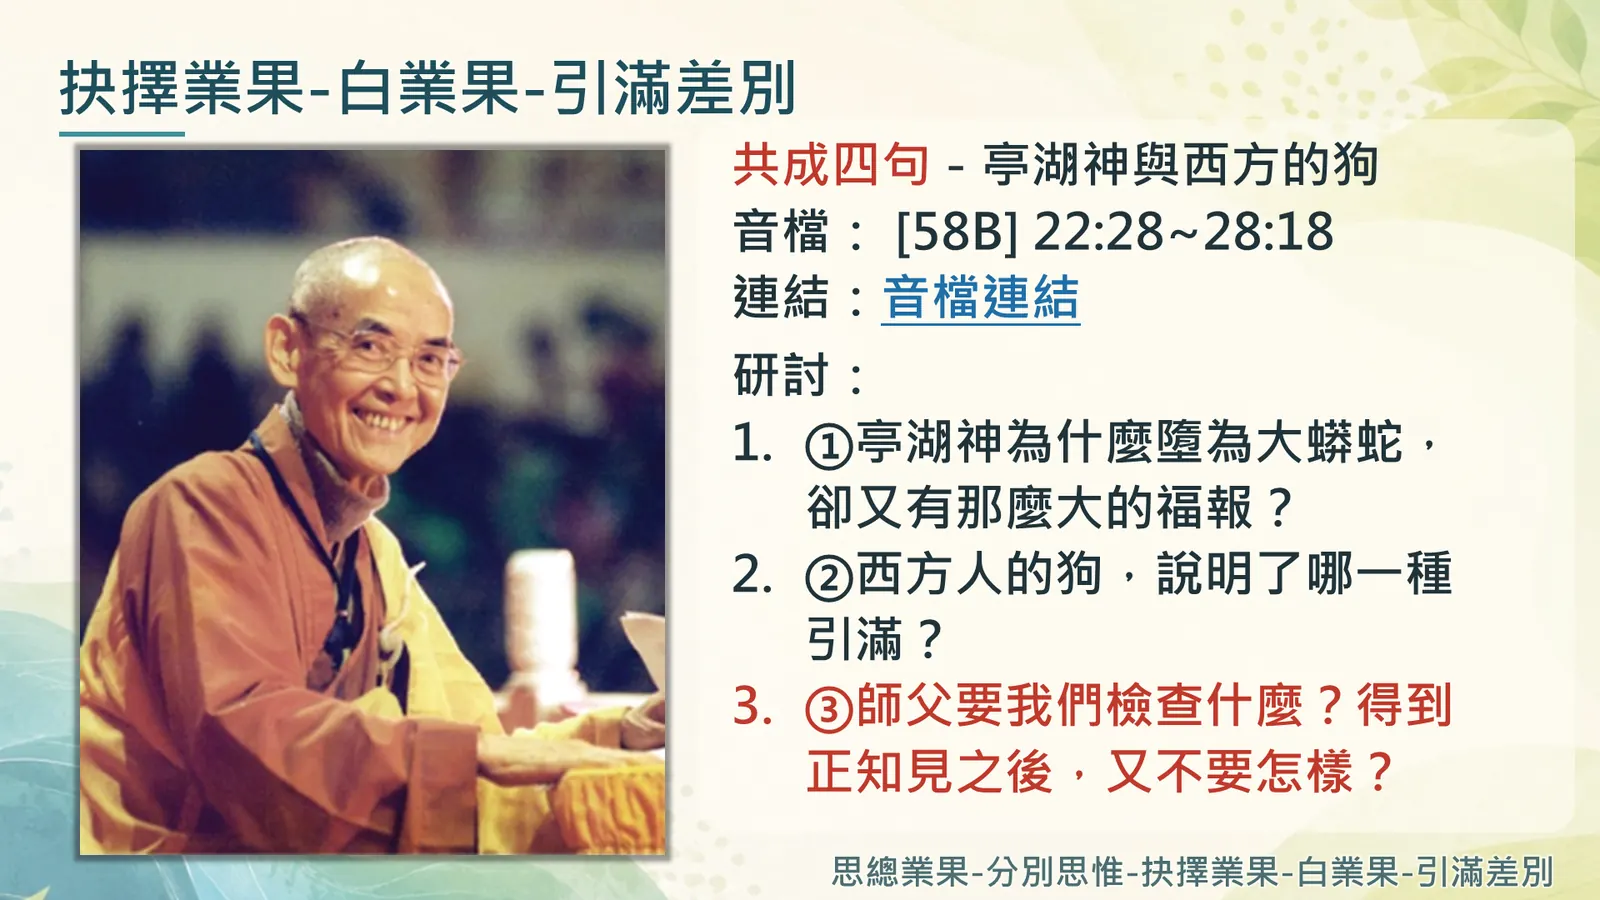 抉擇業果-白業果-引滿差別
共成四句 - 亭湖神與西方的狗
音檔： [58B] 22:28~28:18
連結：音檔連結
研討：
1. ①亭湖神為什麼墮為大蟒蛇，
卻又有那麼大的福報？
2. ②西方人的狗，說明了哪一種
引滿？
3. ③師父要我們檢查什麼？得到
正知見之後，又不要怎樣？
思總業果-分別思惟-抉擇業果-白業果-引滿差別